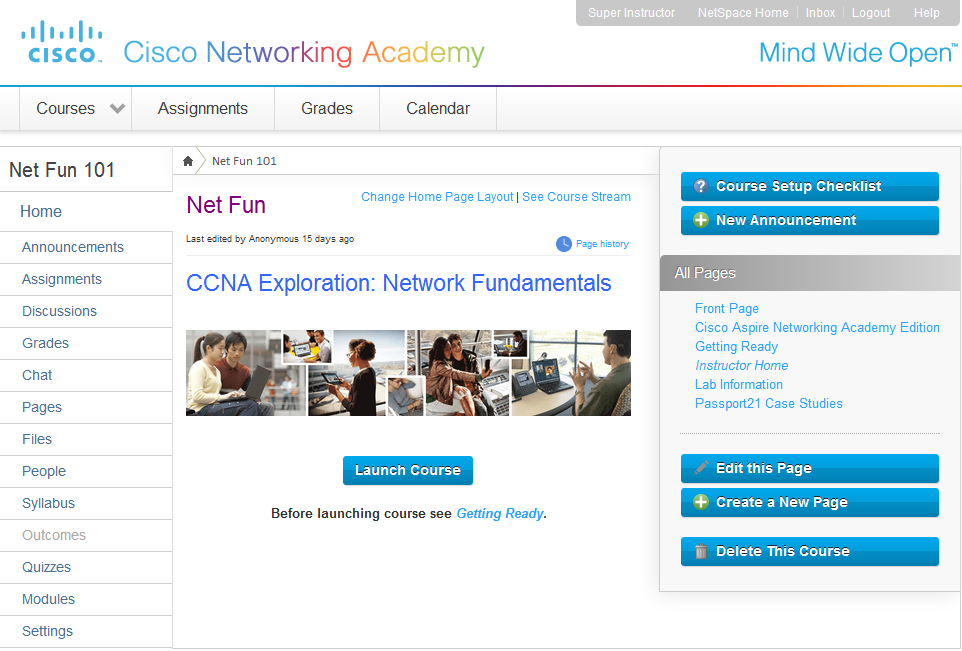 Super Instructor NetSpace Home Inbox Logout Help
CISCO™ Cisco Networking Academy Mind Wide Open™
Courses Assignments Grades Calendar
Net Fun 101
Home
Announcements
Assignments
Discussions
Grades
Chat
Pages
Files
People
Syllabus
Outcomes
Quizzes
Modules
Settings
Net Fun 101
Net Fun
Change Home Page Layout | See Course Stream
Last edited by Anonymous 15 days ago
Page history
CCNA Exploration: Network Fundamentals
Launch Course
Before launching course see Getting Ready.
Course Setup Checklist
New Announcement
All Pages
Front Page
Cisco Aspire Networking Academy Edition
Getting Ready
Instructor Home
Lab Information
Passport21 Case Studies
Edit this Page
Create a New Page
Delete This Course